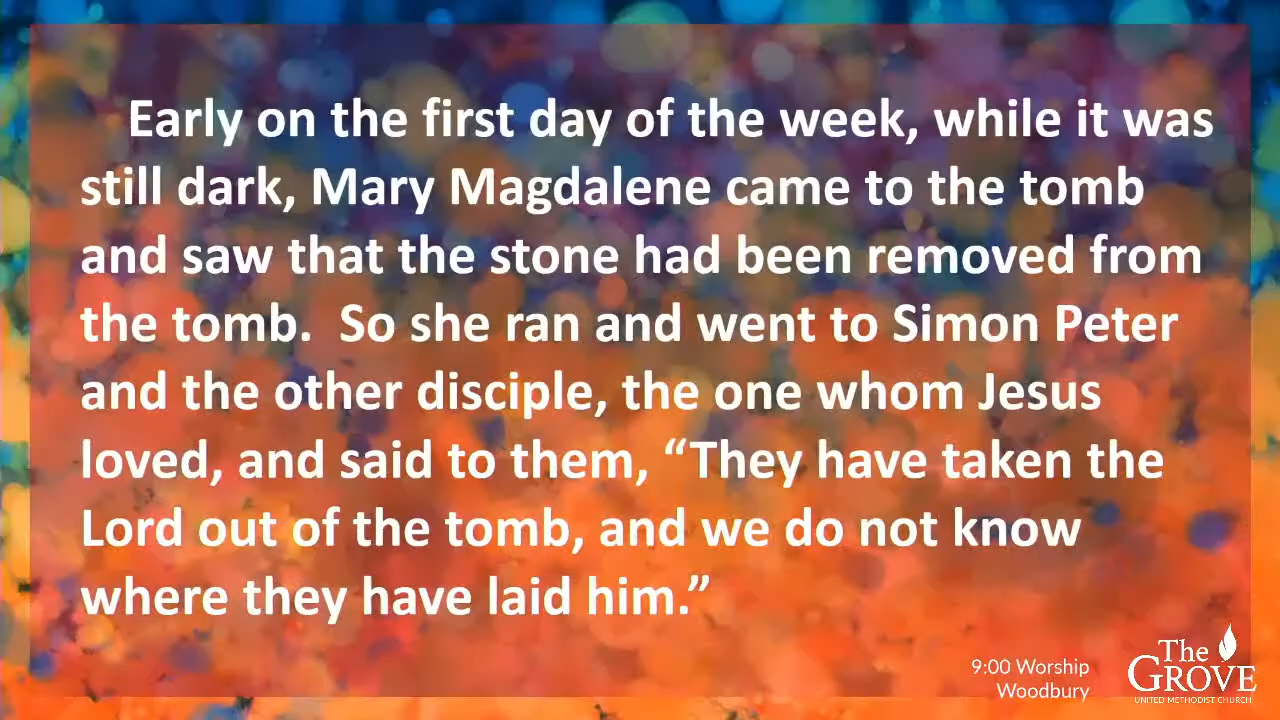 Early on the first day of the week, while it was
still dark, Mary Magdalene came to the tomb
and saw that the stone had been removed from
the tomb.  So she ran and went to Simon Peter
and the other disciple, the one whom Jesus
loved, and said to them, “They have taken the
Lord out of the tomb, and we do not know
where they have laid him.”
9:00 Worship
Woodbury
The
GROVE
UNITED METHODIST CHURCH